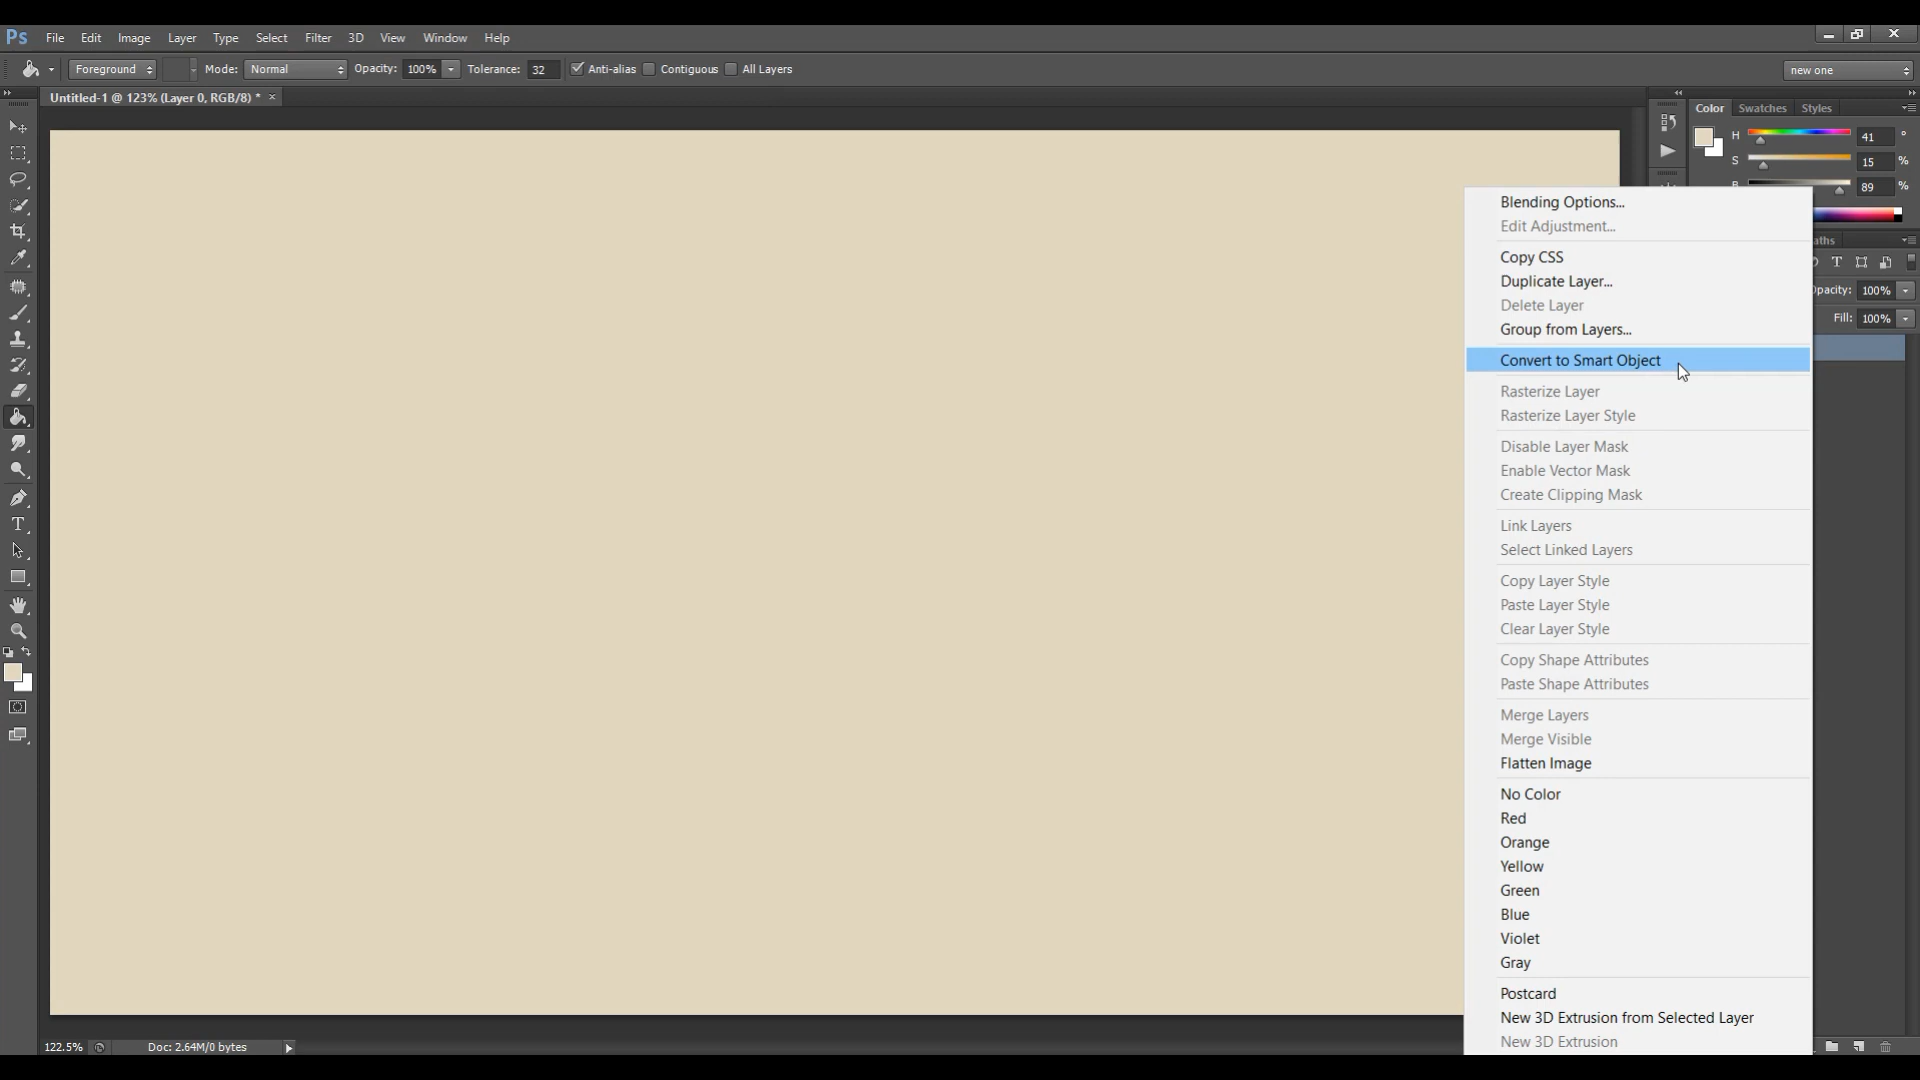 Ps File Edit Image Layer Type Select Filter 3D View Window Help
Foreground Mode: Normal Opacity: 100% Tolerance: 32 Anti-alias Contiguous All Layers new one
Untitled-1 @ 123% (Layer 0, RGB/8) * ×
Color Swatches Styles
H 41 °
S 15 %
B 89 %
Blending Options...
Edit Adjustment...
Copy CSS
Duplicate Layer...
Opacity: 100%
Delete Layer
Fill: 100%
Group from Layers...
Convert to Smart Object
Rasterize Layer
Rasterize Layer Style
Disable Layer Mask
Enable Vector Mask
Create Clipping Mask
Link Layers
Select Linked Layers
Copy Layer Style
Paste Layer Style
Clear Layer Style
Copy Shape Attributes
Paste Shape Attributes
Merge Layers
Merge Visible
Flatten Image
No Color
Red
Orange
Yellow
Green
Blue
Violet
Gray
Postcard
New 3D Extrusion from Selected Layer
New 3D Extrusion
122.5% Doc: 2.64M/0 bytes